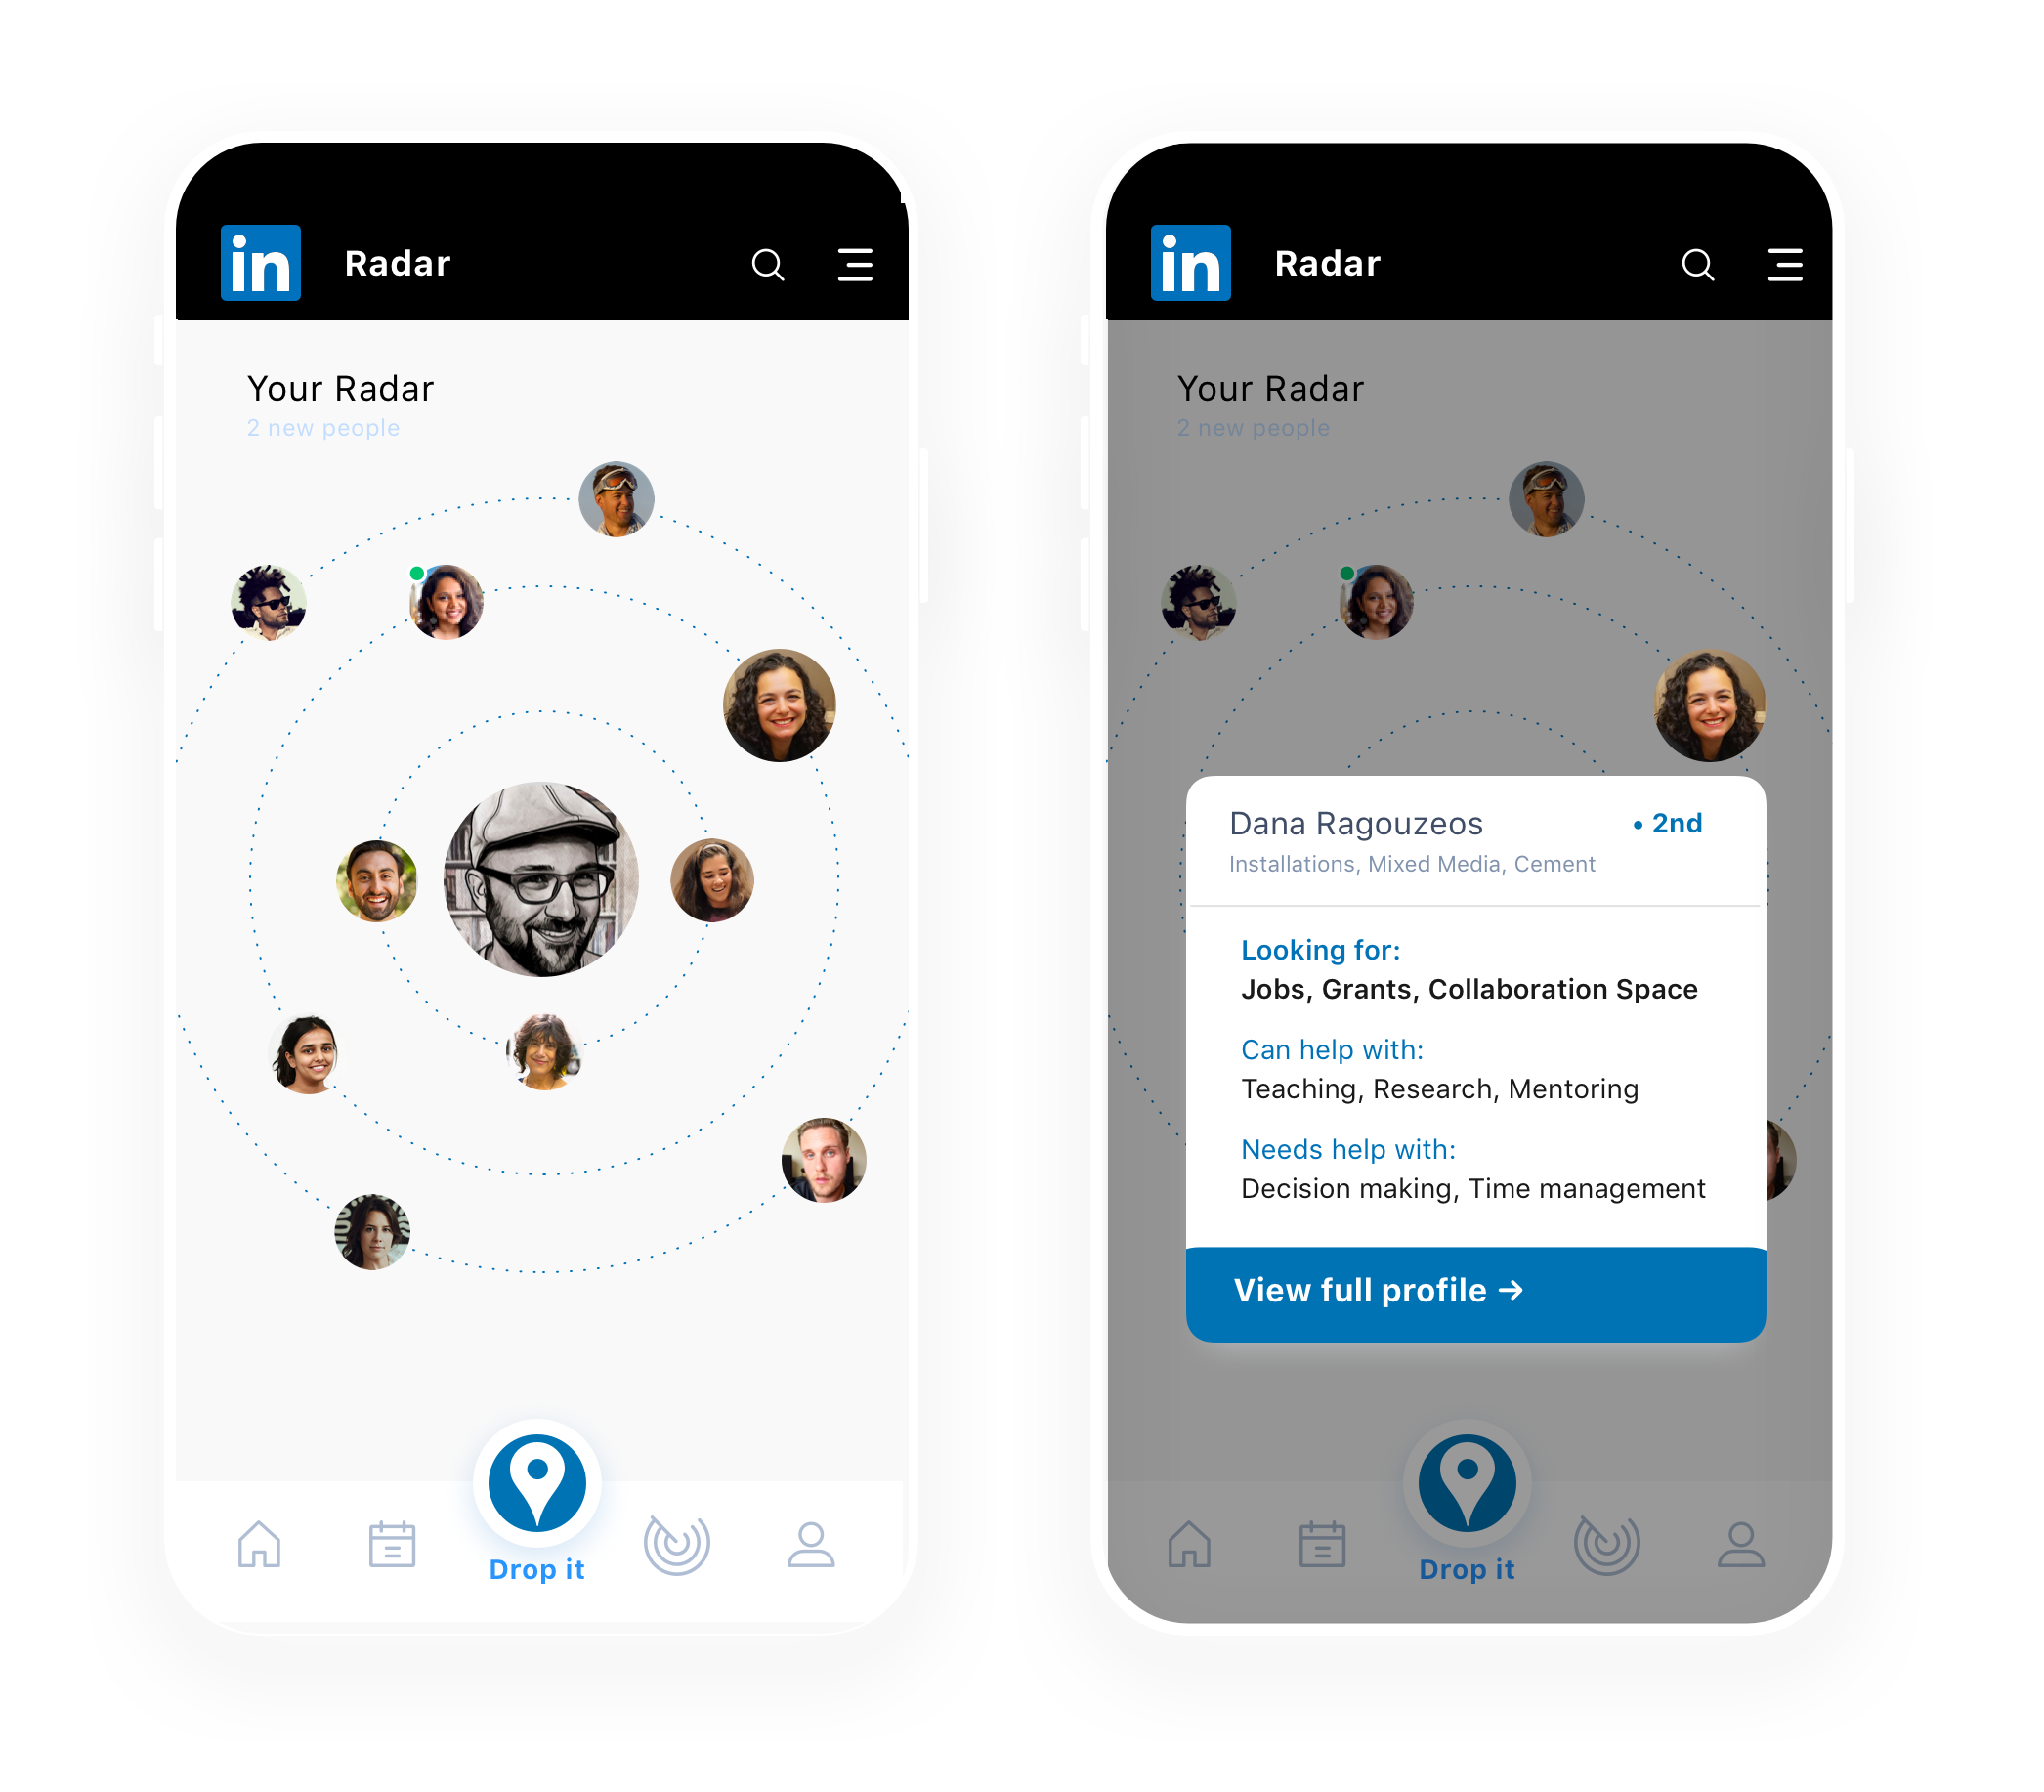 in Radar
Your Radar
2 new people
Drop it
in Radar
Your Radar
2 new people
Dana Ragouzeos • 2nd
Installations, Mixed Media, Cement
Looking for:
Jobs, Grants, Collaboration Space
Can help with:
Teaching, Research, Mentoring
Needs help with:
Decision making, Time management
View full profile →
Drop it